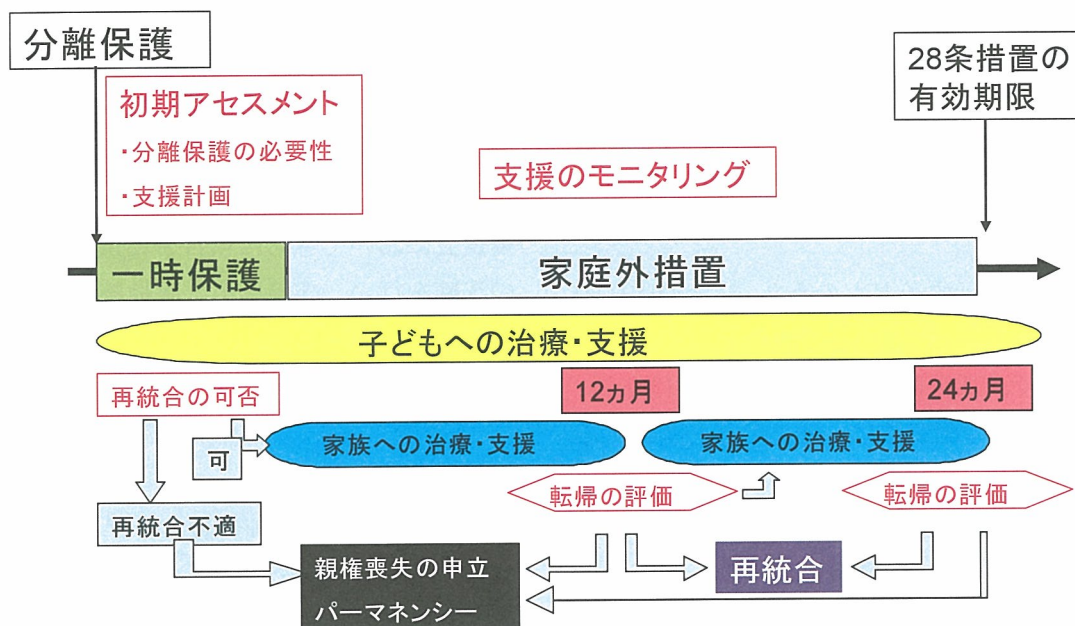 分離保護
28条措置の
有効期限
初期アセスメント
・分離保護の必要性
・支援計画
支援のモニタリング
一時保護
家庭外措置
子どもへの治療・支援
再統合の可否
12ヵ月
24ヵ月
可
家族への治療・支援
家族への治療・支援
転帰の評価
転帰の評価
再統合不適
親権喪失の申立
パーマネンシー
再統合